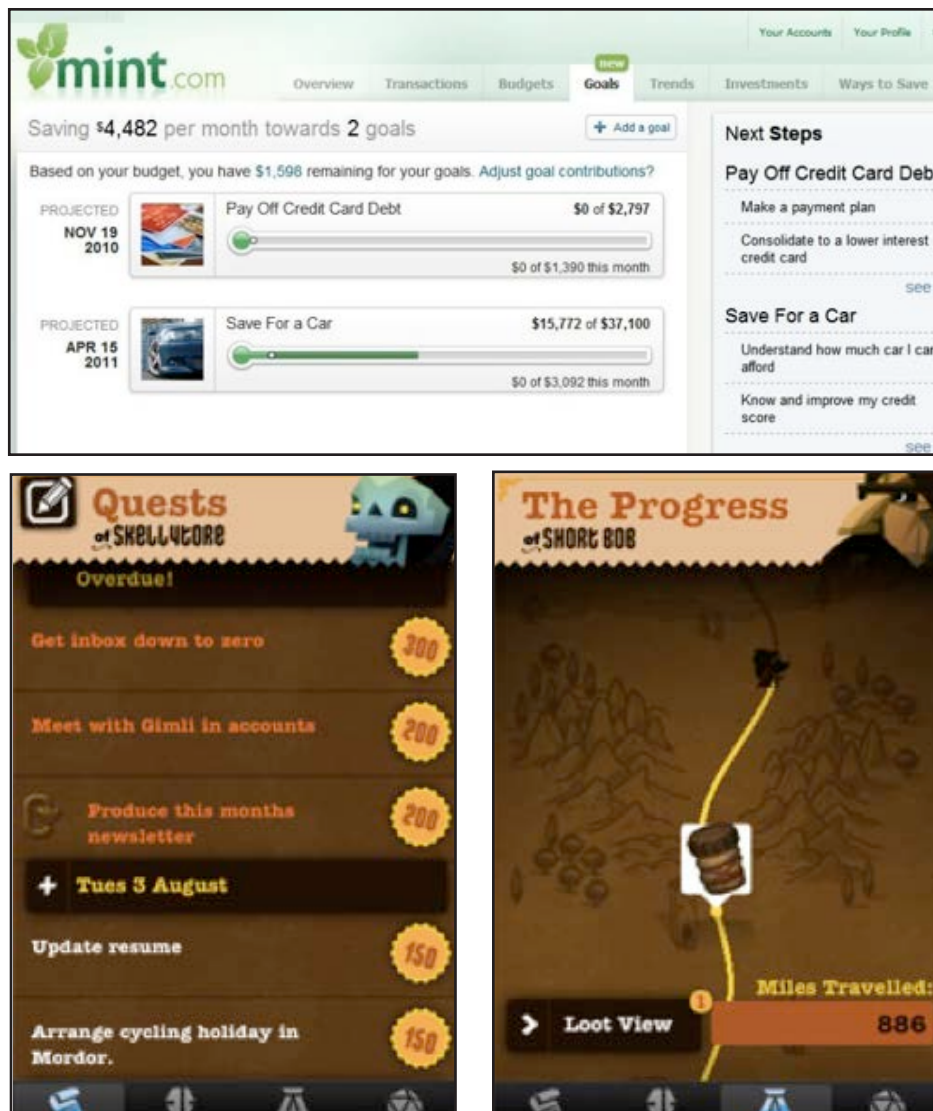 mint.com
Your Accounts Your Profile
new
Overview Transactions Budgets Goals Trends Investments Ways to Save
Saving $4,482 per month towards 2 goals
+ Add a goal
Based on your budget, you have $1,598 remaining for your goals. Adjust goal contributions?
PROJECTED
NOV 19
2010
Pay Off Credit Card Debt
$0 of $2,797
$0 of $1,390 this month
PROJECTED
APR 15
2011
Save For a Car
$15,772 of $37,100
$0 of $3,092 this month
Next Steps
Pay Off Credit Card Deb
Make a payment plan
Consolidate to a lower interest
credit card
see
Save For a Car
Understand how much car I can
afford
Know and improve my credit
score
see
Quests
of SKELLYTORE
Overdue!
Get inbox down to zero
300
Meet with Gimli in accounts
200
Produce this months
newsletter
200
+ Tues 3 August
Update resume
150
Arrange cycling holiday in
Mordor.
150
The Progress
of SHORT BOB
Miles Travelled:
1
Loot View
886